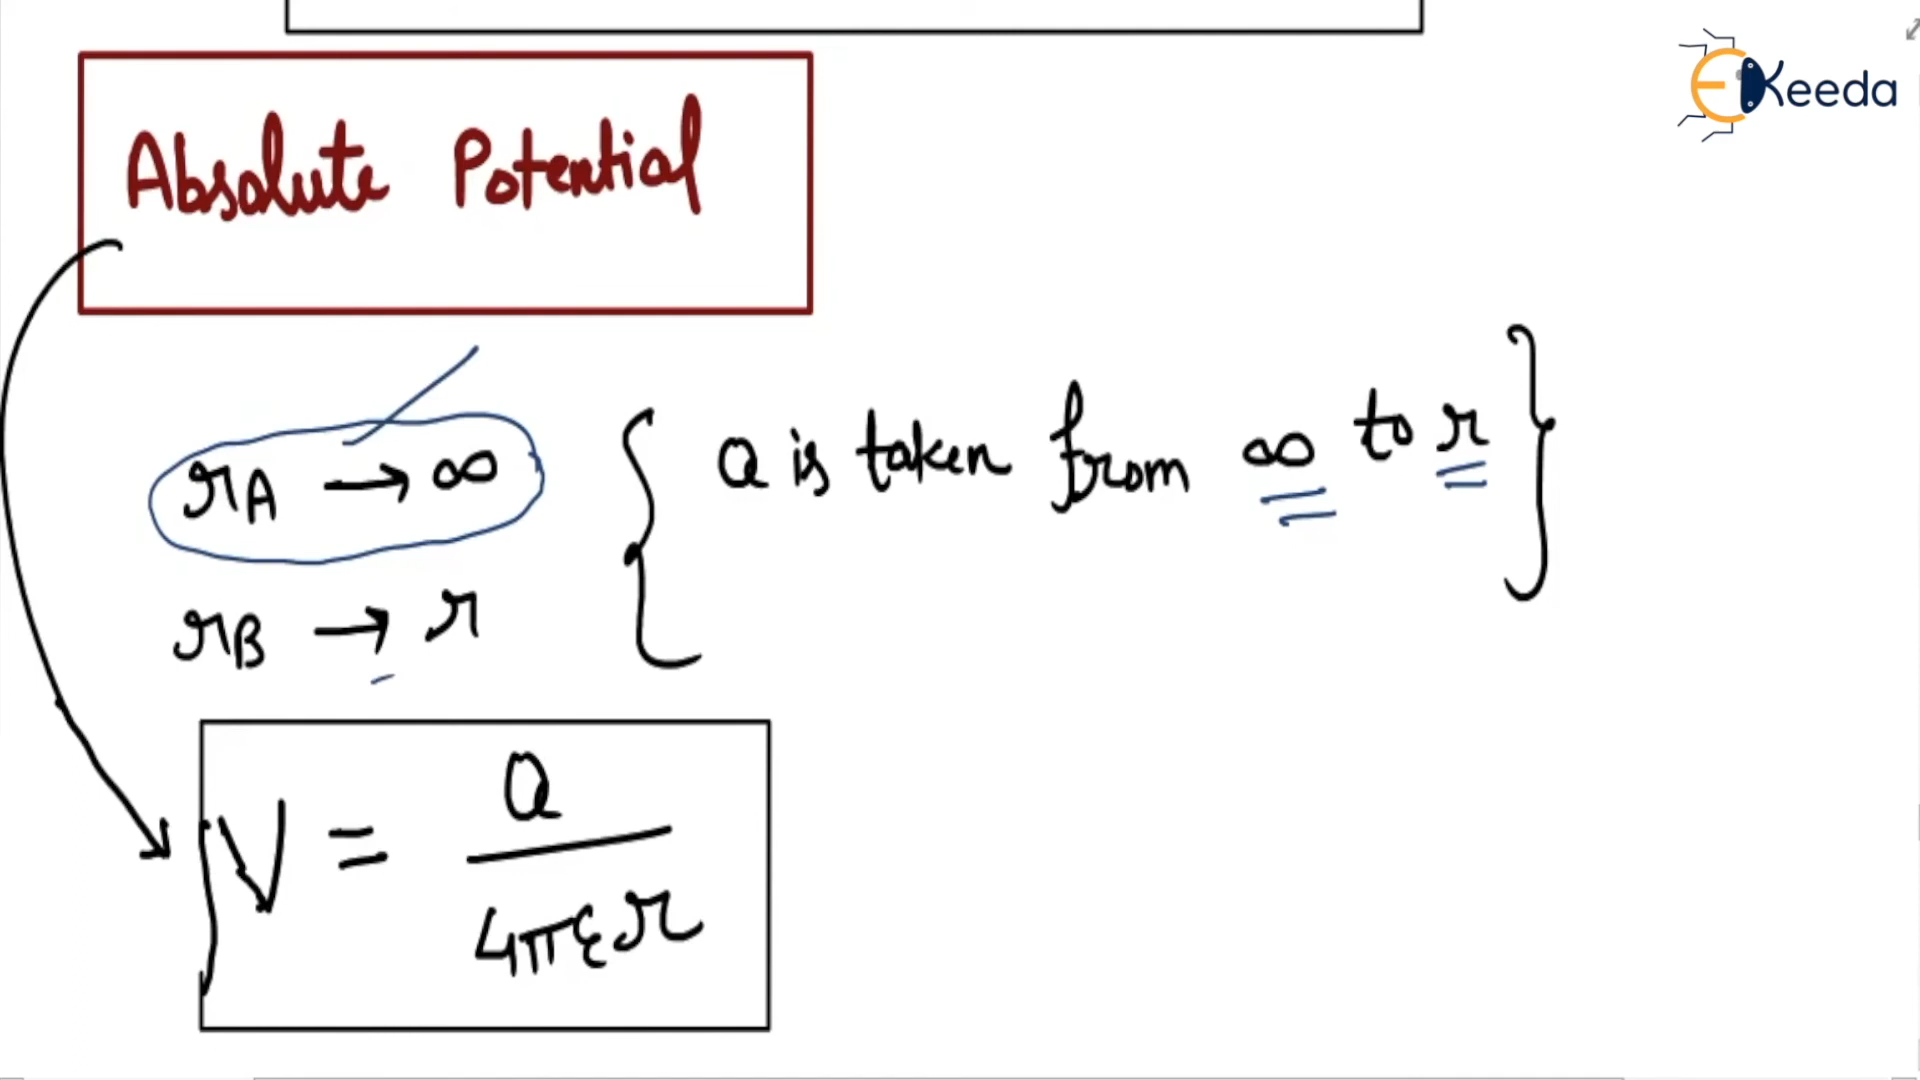 EKeeda
Absolute Potential
rA → ∞ { Q is taken from ∞ to r }
rB → r
V = Q
4πεr